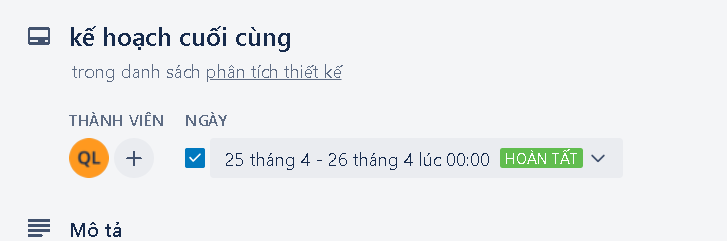 kế hoạch cuối cùng
trong danh sách phân tích thiết kế
THÀNH VIÊN NGÀY
QL 25 tháng 4 - 26 tháng 4 lúc 00:00 HOÀN TẤT
Mô tả